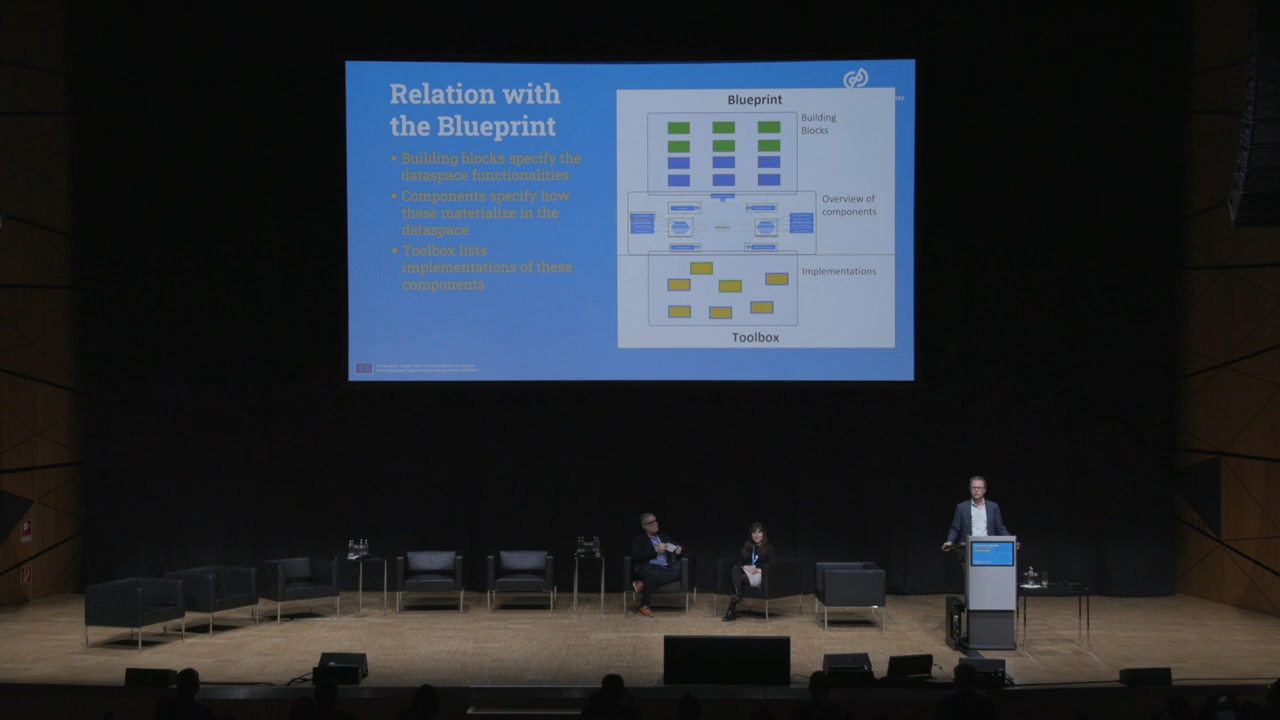 Relation with
the Blueprint
▪ Building blocks specify the
dataspace functionalities
▪ Components specify how
these materialize in the
dataspace
▪ Toolbox lists
implementations of these
components
Blueprint
Building
Blocks
Overview of
components
Implementations
Toolbox